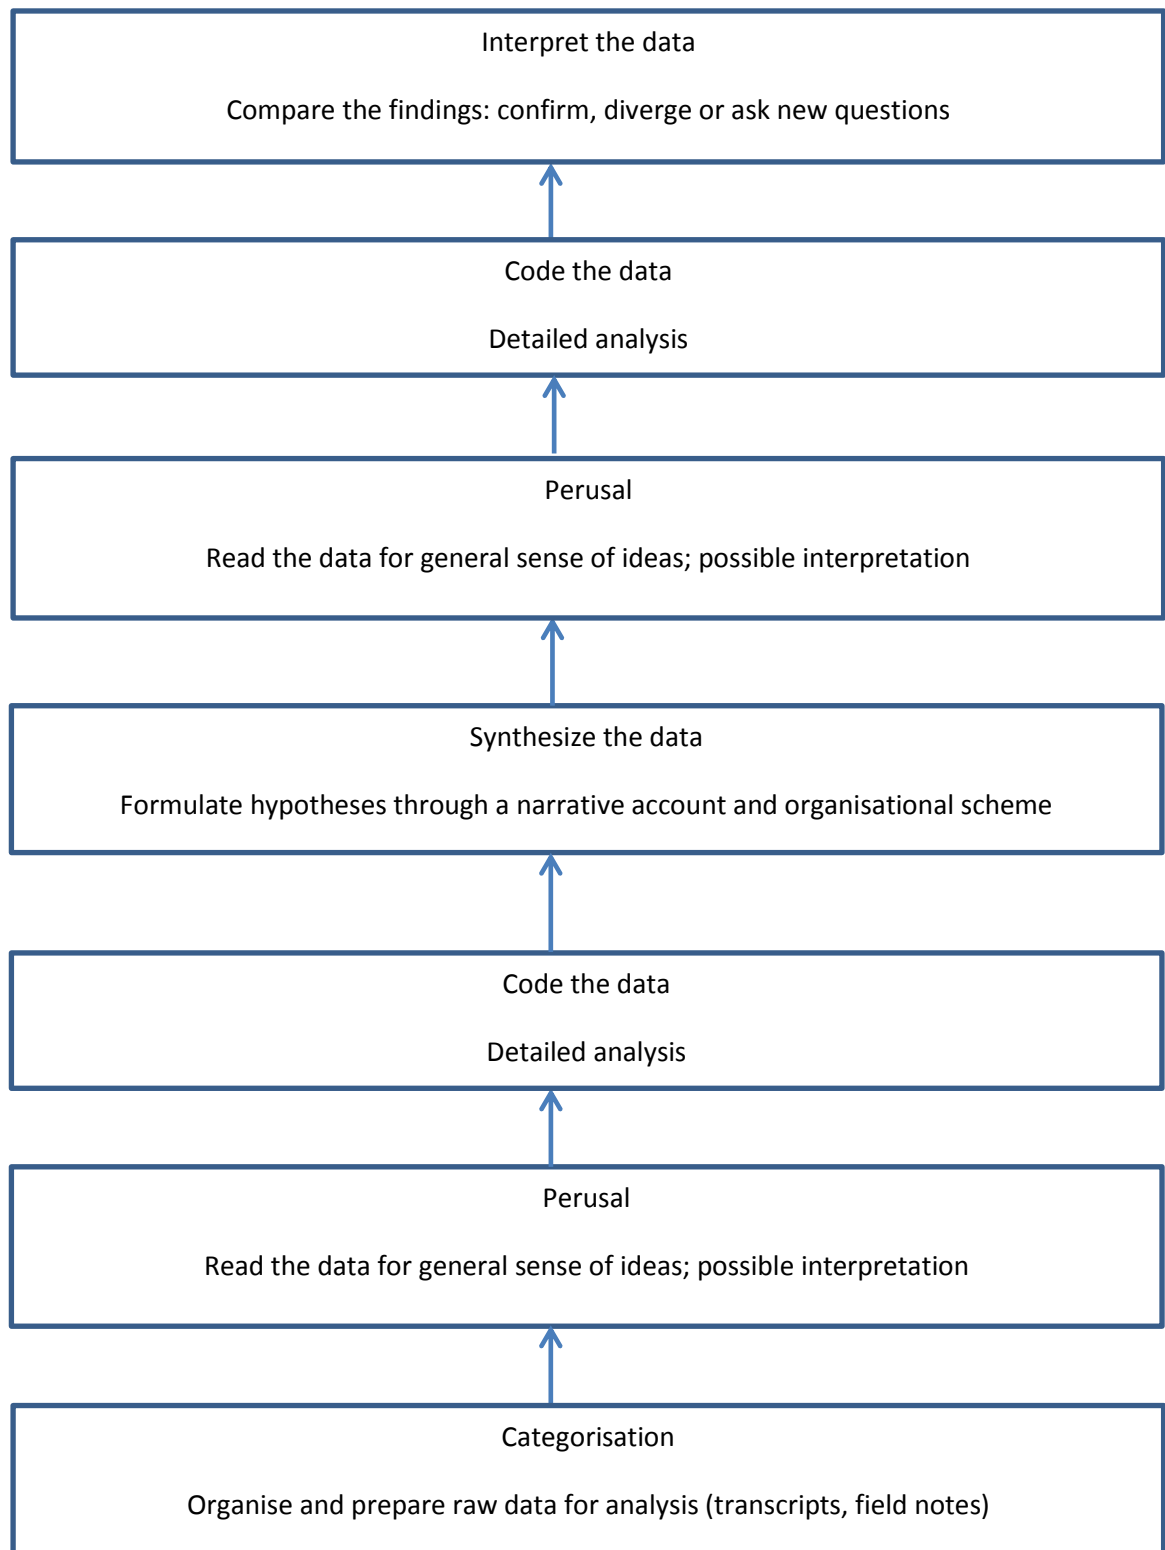 Interpret the data
Compare the findings: confirm, diverge or ask new questions
Code the data
Detailed analysis
Perusal
Read the data for general sense of ideas; possible interpretation
Synthesize the data
Formulate hypotheses through a narrative account and organisational scheme
Code the data
Detailed analysis
Perusal
Read the data for general sense of ideas; possible interpretation
Categorisation
Organise and prepare raw data for analysis (transcripts, field notes)